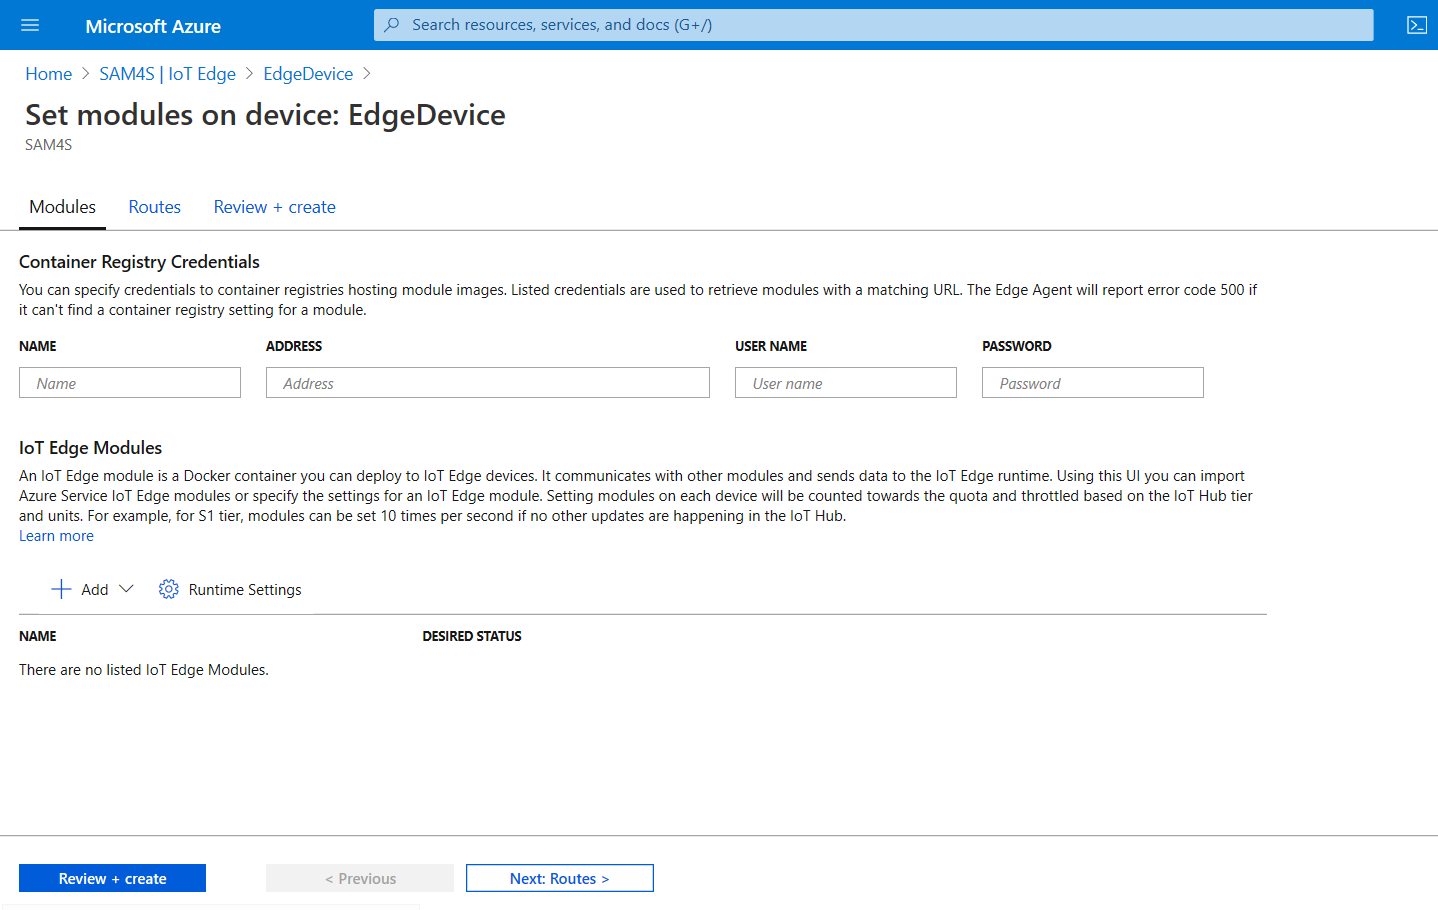 Microsoft Azure
Search resources, services, and docs (G+/)
Home > SAM4S | IoT Edge > EdgeDevice >
Set modules on device: EdgeDevice
SAM4S
Modules Routes Review + create
Container Registry Credentials
You can specify credentials to container registries hosting module images. Listed credentials are used to retrieve modules with a matching URL. The Edge Agent will report error code 500 if
it can't find a container registry setting for a module.
NAME ADDRESS USER NAME PASSWORD
Name Address User name Password
IoT Edge Modules
An IoT Edge module is a Docker container you can deploy to IoT Edge devices. It communicates with other modules and sends data to the IoT Edge runtime. Using this UI you can import
Azure Service IoT Edge modules or specify the settings for an IoT Edge module. Setting modules on each device will be counted towards the quota and throttled based on the IoT Hub tier
and units. For example, for S1 tier, modules can be set 10 times per second if no other updates are happening in the IoT Hub.
Learn more
Add Runtime Settings
NAME DESIRED STATUS
There are no listed IoT Edge Modules.
Review + create < Previous Next: Routes >